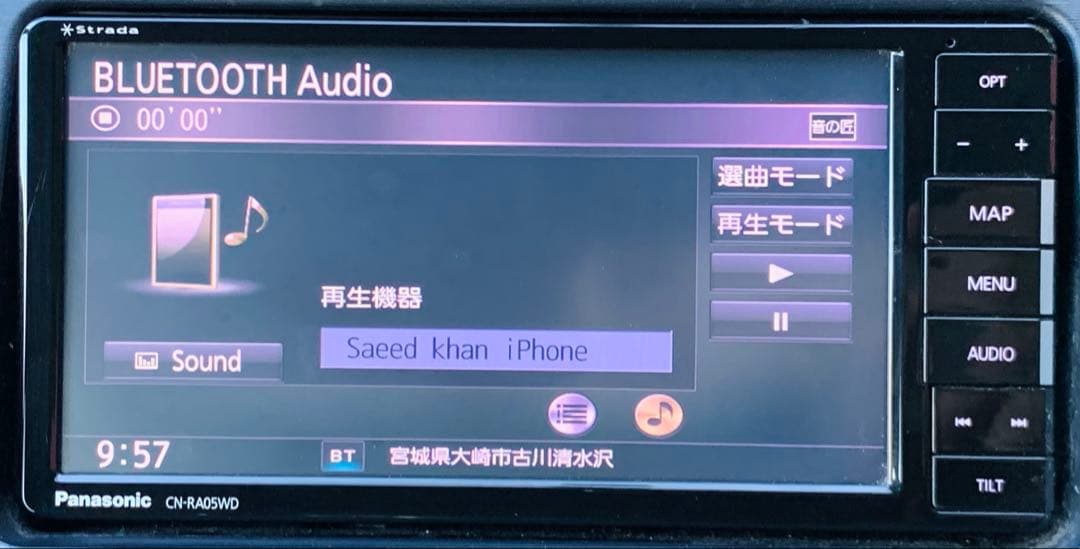 Strada
BLUETOOTH Audio
00'00"
音の匠
選曲モード
再生モード
再生機器
Saeed khan iPhone
Sound
9:57
BT
宮城県大崎市古川清水沢
Panasonic CN-RA05WD
OPT
- +
MAP
MENU
AUDIO
TILT